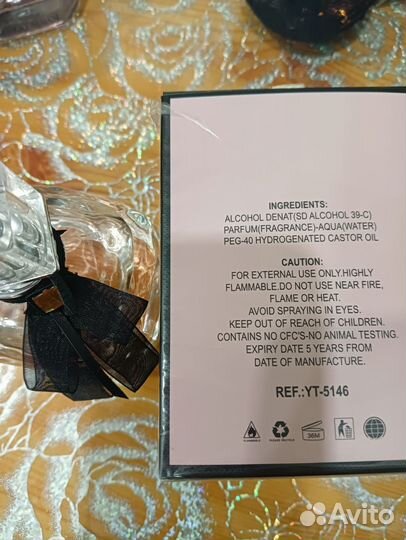 INGREDIENTS:
ALCOHOL DENAT(SD ALCOHOL 39-C)
PARFUM(FRAGRANCE)-AQUA(WATER)
PEG-40 HYDROGENATED CASTOR OIL
CAUTION:
FOR EXTERNAL USE ONLY.HIGHLY
FLAMMABLE.DO NOT USE NEAR FIRE,
FLAME OR HEAT.
AVOID SPRAYING IN EYES.
KEEP OUT OF REACH OF CHILDREN.
CONTAINS NO CFC'S-NO ANIMAL TESTING.
EXPIRY DATE 5 YEARS FROM
DATE OF MANUFACTURE.
REF.:YT-5146
36M
Avito